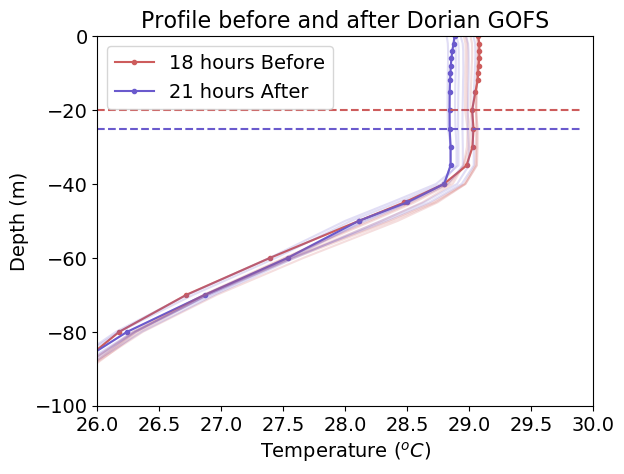 Profile before and after Dorian GOFS
18 hours Before
21 hours After
Depth (m)
0
−20
−40
−60
−80
−100
26.0 26.5 27.0 27.5 28.0 28.5 29.0 29.5 30.0
Temperature (°C)